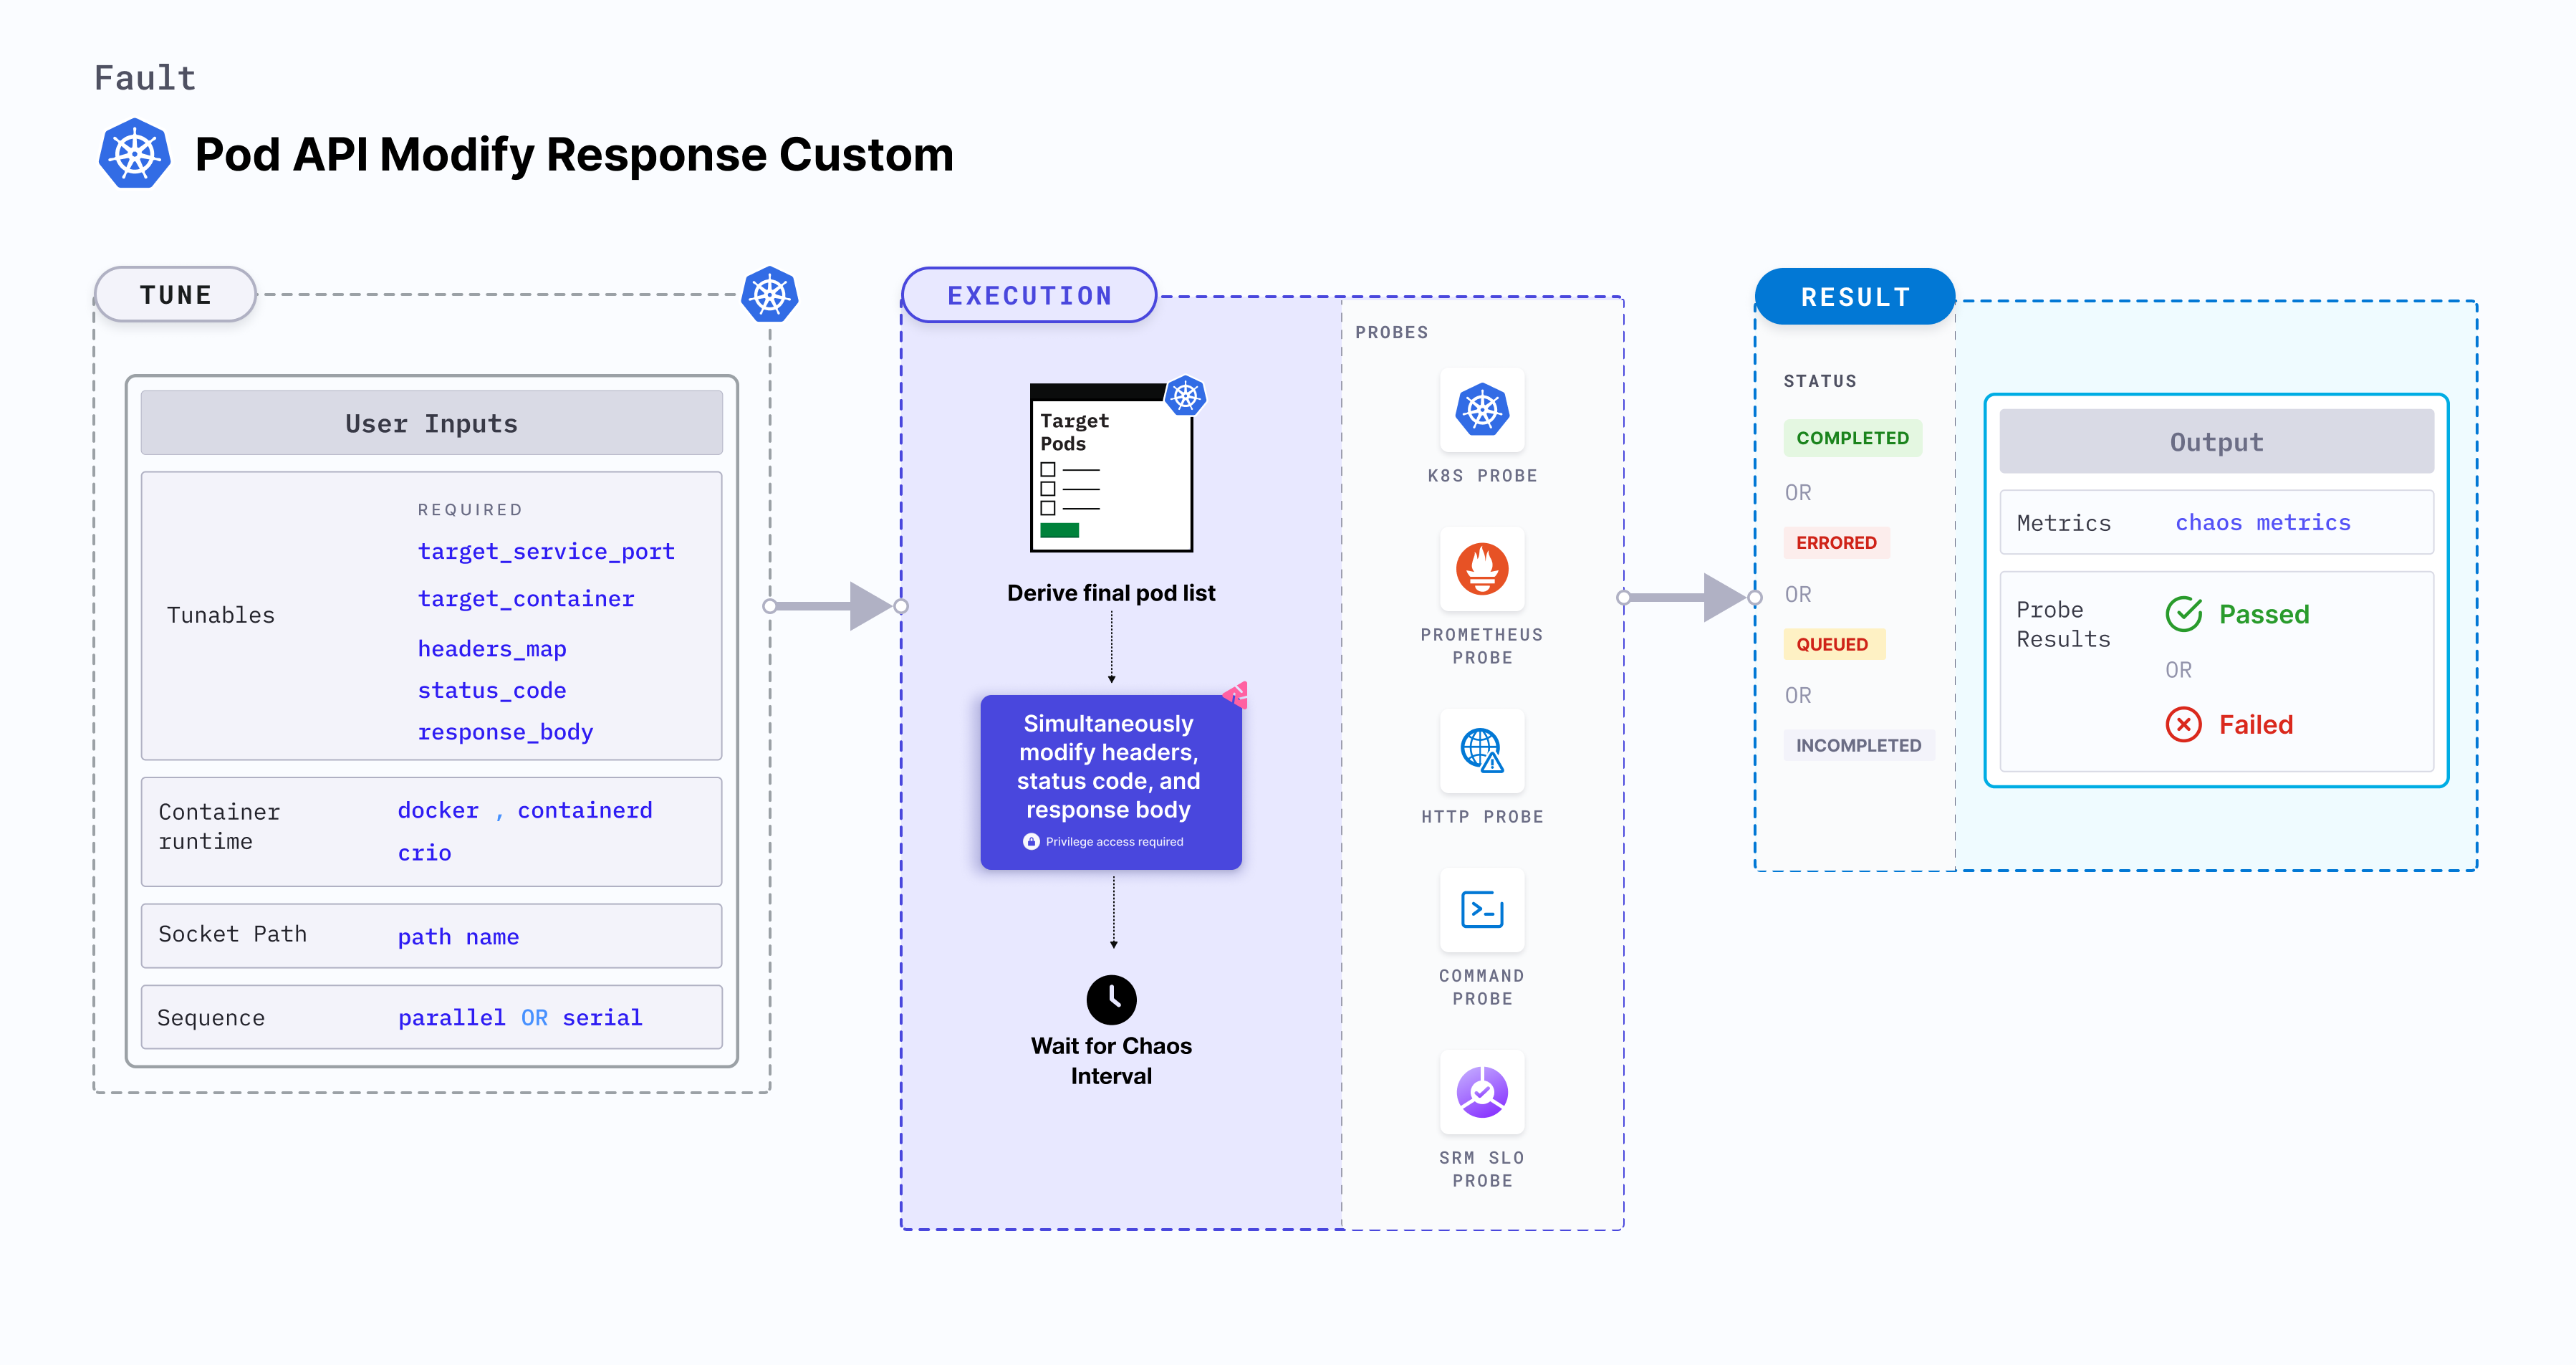 Fault
Pod API Modify Response Custom
TUNE
User Inputs
Tunables
REQUIRED
target_service_port
target_container
headers_map
status_code
response_body
Container
runtime
docker , containerd
crio
Socket Path
path name
Sequence
parallel OR serial
EXECUTION
Target
Pods
Derive final pod list
Simultaneously
modify headers,
status code, and
response body
Privilege access required
Wait for Chaos
Interval
PROBES
K8S PROBE
PROMETHEUS
PROBE
HTTP PROBE
COMMAND
PROBE
SRM SLO
PROBE
RESULT
STATUS
COMPLETED
OR
ERRORED
OR
QUEUED
OR
INCOMPLETED
Output
Metrics
chaos metrics
Probe
Results
Passed
OR
Failed